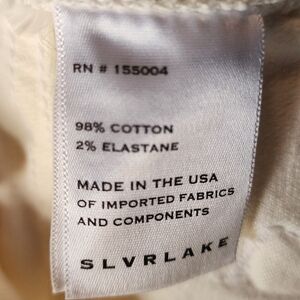 RN # 155004
98% COTTON
2% ELASTANE
MADE IN THE USA
OF IMPORTED FABRICS
AND COMPONENTS
SLVRLAKE